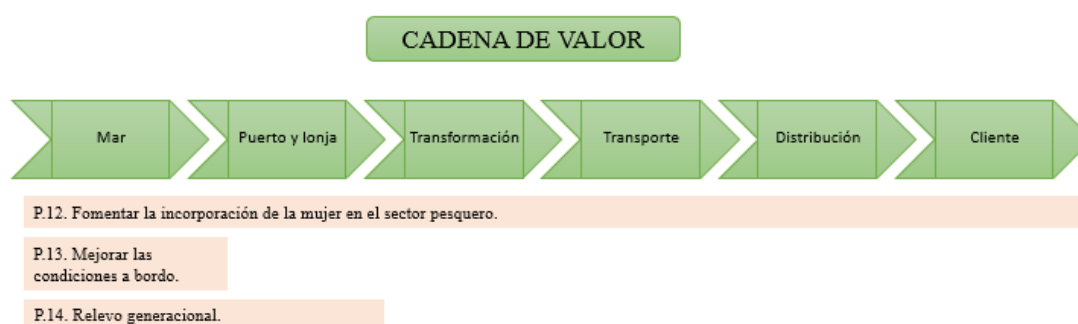 CADENA DE VALOR
Mar
Puerto y lonja
Transformación
Transporte
Distribución
Cliente
P.12. Fomentar la incorporación de la mujer en el sector pesquero.
P.13. Mejorar las
condiciones a bordo.
P.14. Relevo generacional.